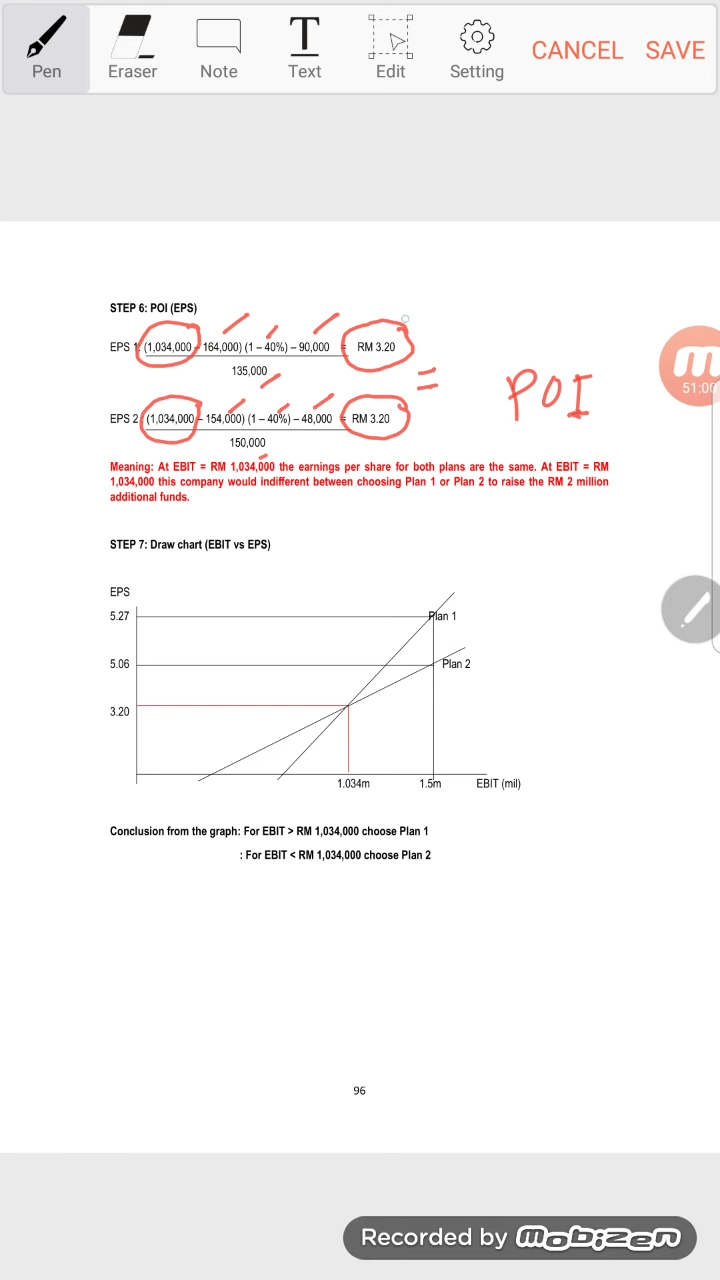 Pen Eraser Note Text Edit Setting CANCEL SAVE
STEP 6: POI (EPS)
EPS 1: (1,034,000 – 164,000) (1 – 40%) – 90,000 = RM 3.20
135,000
= POI
EPS 2: (1,034,000 – 154,000) (1 – 40%) – 48,000 = RM 3.20
150,000
Meaning: At EBIT = RM 1,034,000 the earnings per share for both plans are the same. At EBIT = RM
1,034,000 this company would indifferent between choosing Plan 1 or Plan 2 to raise the RM 2 million
additional funds.
STEP 7: Draw chart (EBIT vs EPS)
EPS
5.27 Plan 1
5.06 Plan 2
3.20
1.034m 1.5m EBIT (mil)
Conclusion from the graph: For EBIT > RM 1,034,000 choose Plan 1
: For EBIT < RM 1,034,000 choose Plan 2
96
m
51:00
Recorded by mobizen